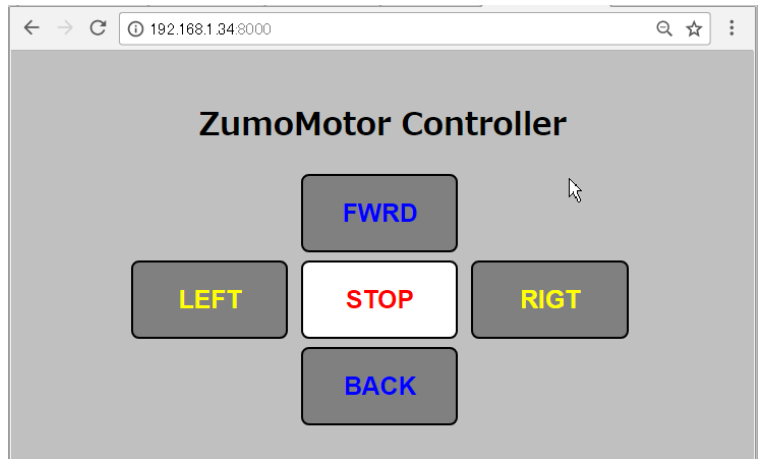 192.168.1.34:8000
ZumoMotor Controller
FWRD
LEFT STOP RIGT
BACK